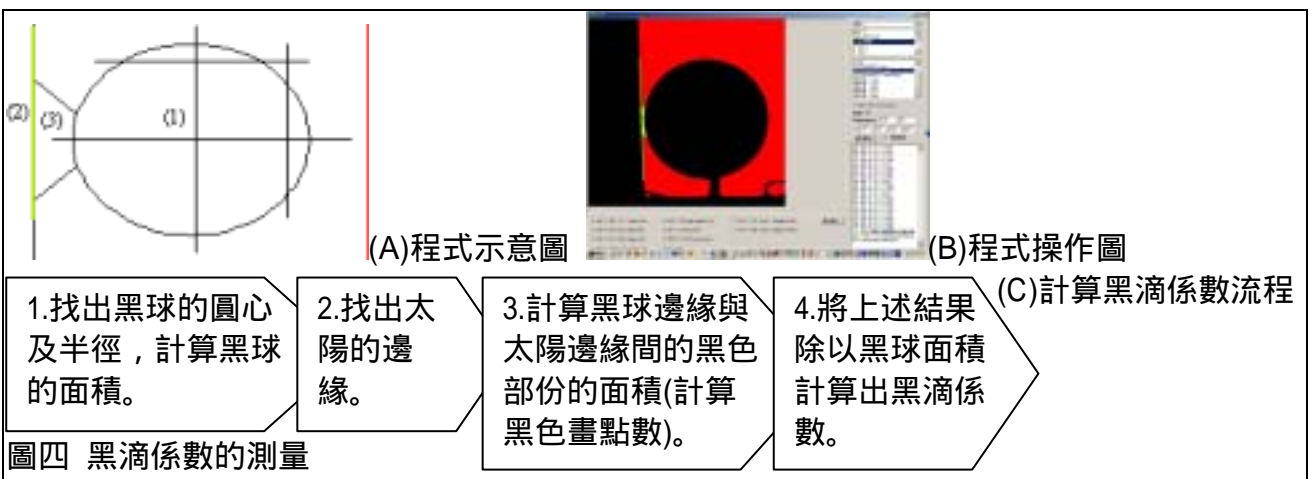 (2)
(3)
(1)
(A)程式示意圖
(B)程式操作圖
(C)計算黑滴係數流程
1.找出黑球的圓心
及半徑，計算黑球
的面積。
2.找出太
陽的邊
緣。
3.計算黑球邊緣與
太陽邊緣間的黑色
部份的面積(計算
黑色畫點數)。
4.將上述結果
除以黑球面積
計算出黑滴係
數。
圖四 黑滴係數的測量